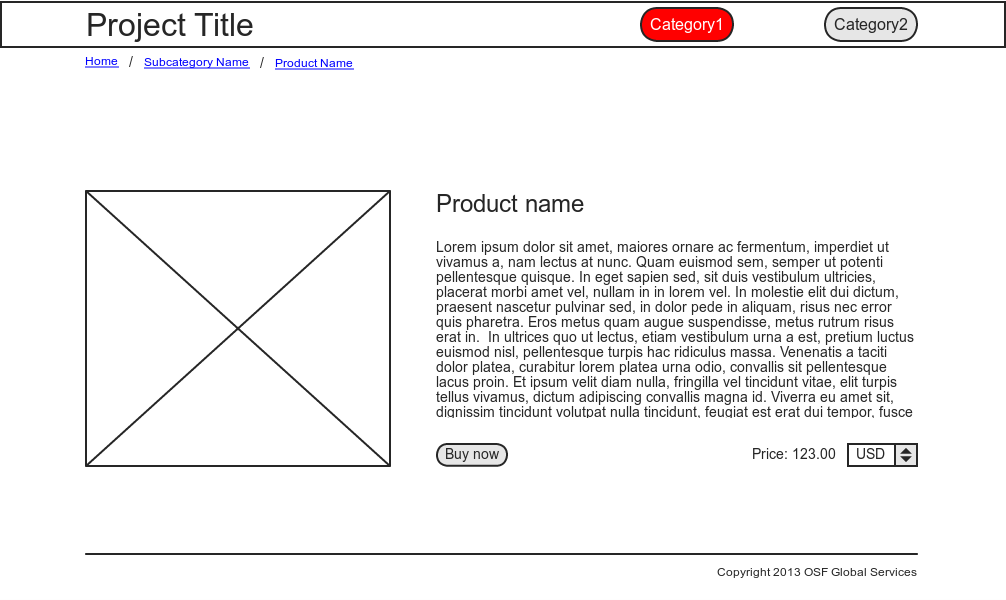 Project Title Category1 Category2
Home / Subcategory Name / Product Name
Product name
Lorem ipsum dolor sit amet, maiores ornare ac fermentum, imperdiet ut
vivamus a, nam lectus at nunc. Quam euismod sem, semper ut potenti
pellentesque quisque. In eget sapien sed, sit duis vestibulum ultricies,
placerat morbi amet vel, nullam in in lorem vel. In molestie elit dui dictum,
praesent nascetur pulvinar sed, in dolor pede in aliquam, risus nec error
quis pharetra. Eros metus quam augue suspendisse, metus rutrum risus
erat in.  In ultrices quo ut lectus, etiam vestibulum urna a est, pretium luctus
euismod nisl, pellentesque turpis hac ridiculus massa. Venenatis a taciti
dolor platea, curabitur lorem platea urna odio, convallis sit pellentesque
lacus proin. Et ipsum velit diam nulla, fringilla vel tincidunt vitae, elit turpis
tellus vivamus, dictum adipiscing convallis magna id. Viverra eu amet sit,
dignissim tincidunt volutpat nulla tincidunt, feugiat est erat dui tempor, fusce
Buy now Price: 123.00 USD
Copyright 2013 OSF Global Services